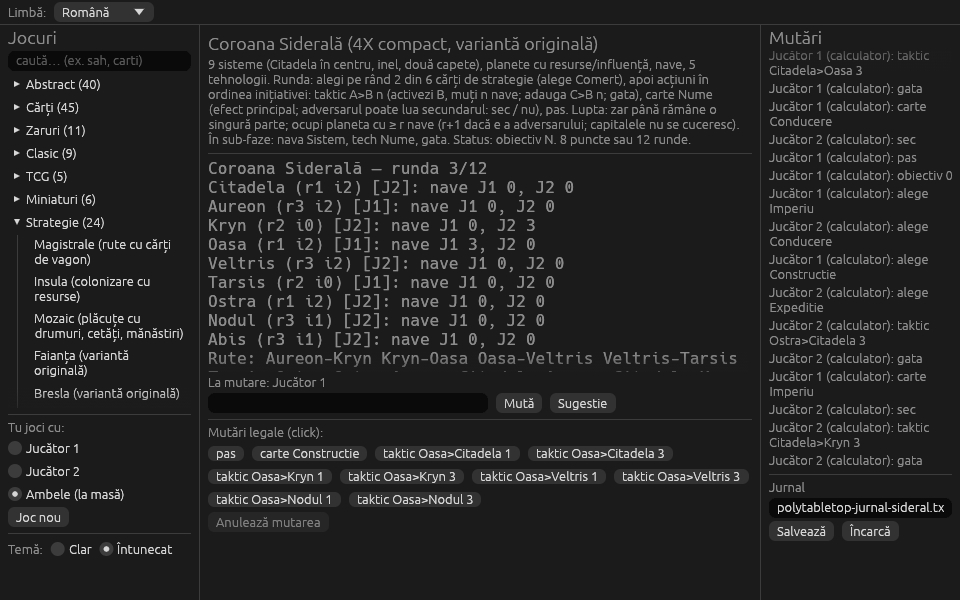 Limbă: Română
Jocuri
caută... (ex. sah, carti)
Abstract (40)
Cărți (45)
Zaruri (11)
Clasic (9)
TCG (5)
Miniaturi (6)
Strategie (24)
Magistrale (rute cu cărți
de vagon)
Insula (colonizare cu
resurse)
Mozaic (plăcuțe cu
drumuri, cetăți, mănăstiri)
Faianța (variantă
originală)
Bresla (variantă originală)
Tu joci cu:
Jucător 1
Jucător 2
Ambele (la masă)
Joc nou
Temă: Clar Întunecat
Coroana Siderală (4X compact, variantă originală)
9 sisteme (Citadela în centru, inel, două capete), planete cu resurse/influență, nave, 5
tehnologii. Runda: alegi pe rând 2 din 6 cărți de strategie (alege Comert), apoi acțiuni în
ordinea inițiativei: taktic A>B n (activezi B, muți n nave; adauga C>B n; gata), carte Nume
(efect principal; adversarul poate lua secundarul: sec / nu), pas. Lupta: zar până rămâne o
singură parte; ocupi planeta cu ≥ r nave (r+1 dacă e a adversarului; capitalele nu se cuceresc).
În sub-faze: nava Sistem, tech Nume, gata. Status: obiectiv N. 8 puncte sau 12 runde.
Coroana Siderală — runda 3/12
Citadela (r1 i2) [J2]: nave J1 0, J2 0
Aureon (r3 i2) [J1]: nave J1 0, J2 0
Kryn (r2 i0) [J2]: nave J1 0, J2 3
Oasa (r1 i2) [J1]: nave J1 3, J2 0
Veltris (r3 i2) [J2]: nave J1 0, J2 0
Tarsis (r2 i0) [J2]: nave J1 0, J2 0
Ostra (r1 i2) [J2]: nave J1 0, J2 0
Nodul (r3 i1) [J2]: nave J1 0, J2 0
Abis (r3 i1) [J2]: nave J1 0, J2 0
Rute: Aureon-Kryn Kryn-Oasa Oasa-Veltris Veltris-Tarsis
La mutare: Jucător 1
Mută Sugestie
Mutări legale (click):
pas carte Constructie taktic Oasa>Citadela 1 taktic Oasa>Citadela 3
taktic Oasa>Kryn 1 taktic Oasa>Kryn 3 taktic Oasa>Veltris 1 taktic Oasa>Veltris 3
taktic Oasa>Nodul 1 taktic Oasa>Nodul 3
Anulează mutarea
Mutări
Jucător 1 (calculator): taktic
Citadela>Oasa 3
Jucător 1 (calculator): gata
Jucător 1 (calculator): carte
Conducere
Jucător 2 (calculator): sec
Jucător 1 (calculator): pas
Jucător 1 (calculator): obiectiv 0
Jucător 1 (calculator): alege
Imperiu
Jucător 2 (calculator): alege
Conducere
Jucător 1 (calculator): alege
Constructie
Jucător 2 (calculator): alege
Expeditie
Jucător 2 (calculator): taktic
Ostra>Citadela 3
Jucător 2 (calculator): gata
Jucător 1 (calculator): carte
Imperiu
Jucător 2 (calculator): sec
Jucător 2 (calculator): taktic
Citadela>Kryn 3
Jucător 2 (calculator): gata
Jurnal
polytabletop-jurnal-sideral.tx
Salvează Încarcă